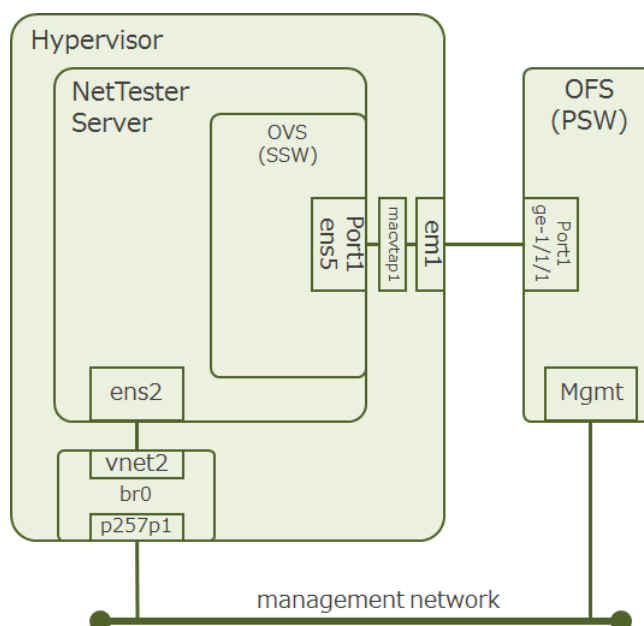 Hypervisor
NetTester
Server
OVS
(SSW)
Port1
ens5
macvtap1
em1
OFS
(PSW)
Port1
ge-1/1/1
ens2
Mgmt
vnet2
br0
p257p1
management network